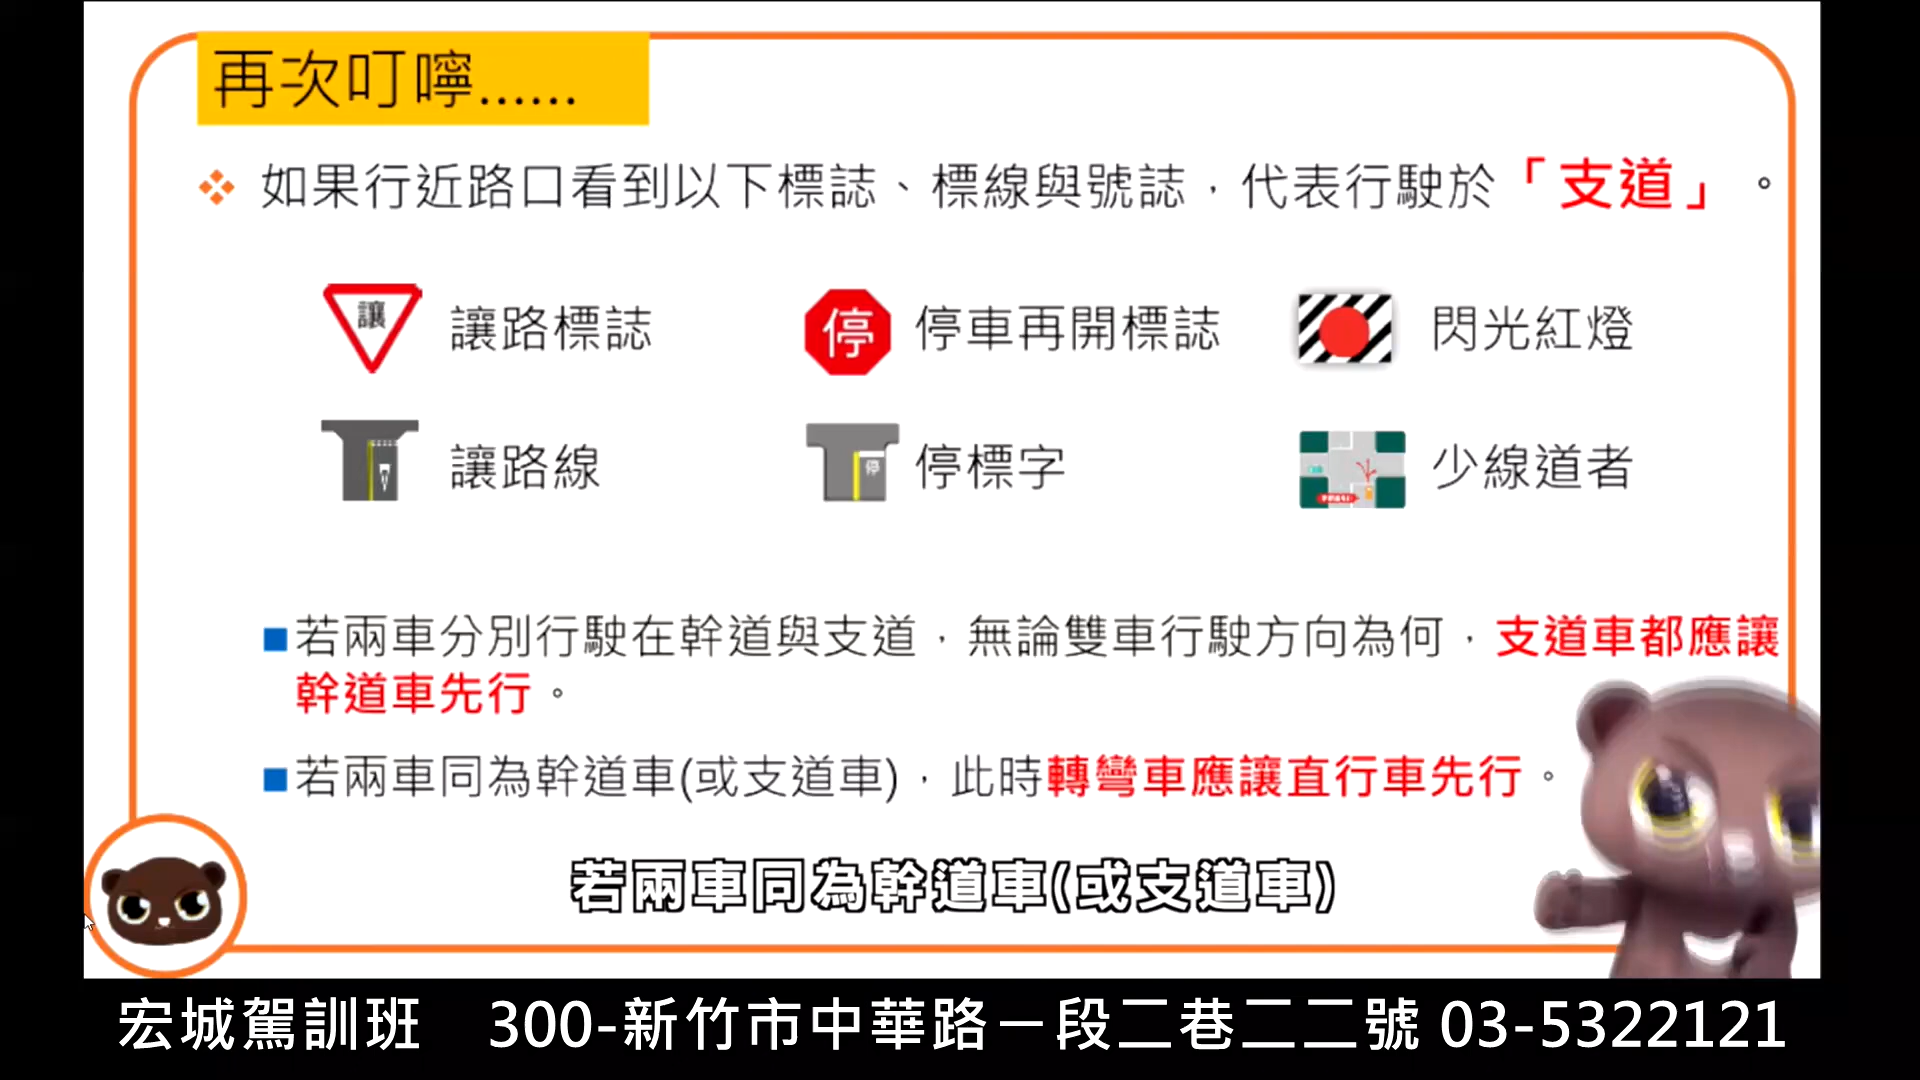 再次叮嚀......
如果行近路口看到以下標誌、標線與號誌，代表行駛於「支道」。
讓 讓路標誌
停 停車再開標誌
閃光紅燈
讓路線
停 停標字
少線道者
若兩車分別行駛在幹道與支道，無論雙車行駛方向為何，支道車都應讓
幹道車先行。
若兩車同為幹道車(或支道車)，此時轉彎車應讓直行車先行。
若兩車同為幹道車(或支道車)
宏城駕訓班 300-新竹市中華路一段二巷二二號 03-5322121